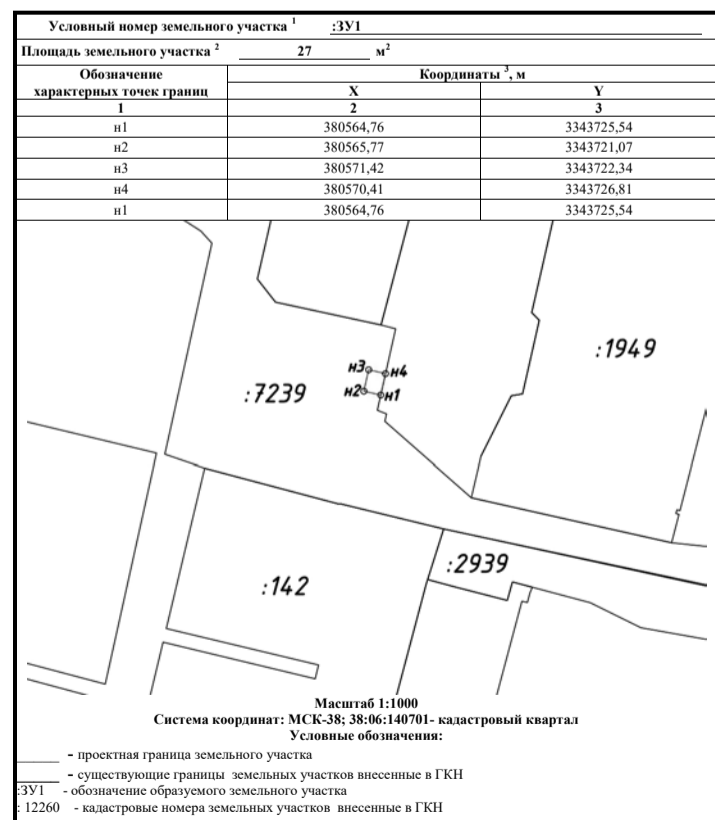 Условный номер земельного участка 1 :ЗУ1
Площадь земельного участка 2 27 м2
Обозначение характерных точек границ Координаты 3, м
X Y
1 2 3
н1 380564,76 3343725,54
н2 380565,77 3343721,07
н3 380571,42 3343722,34
н4 380570,41 3343726,81
н1 380564,76 3343725,54
:1949
н3 н4
:7239 н2 н1
:2939
:142
Масштаб 1:1000
Система координат: МСК-38; 38:06:140701- кадастровый квартал
Условные обозначения:
______ - проектная граница земельного участка
______ - существующие границы земельных участков внесенные в ГКН
:ЗУ1 - обозначение образуемого земельного участка
: 12260 - кадастровые номера земельных участков внесенные в ГКН